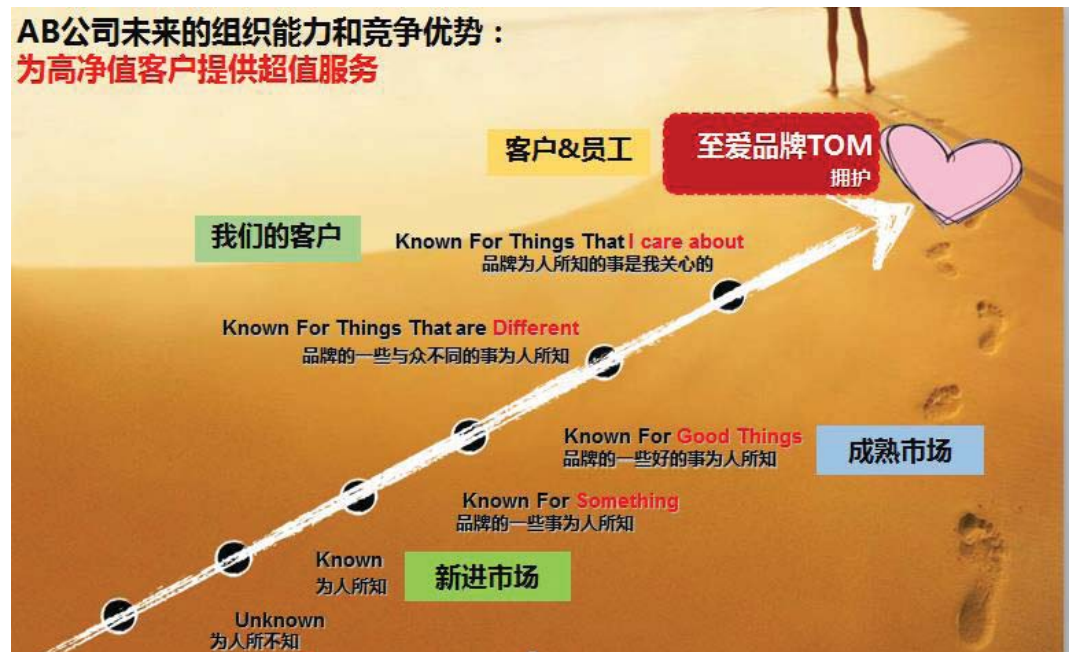 AB公司未来的组织能力和竞争优势：
为高净值客户提供超值服务
客户&员工
至爱品牌TOM
拥护
我们的客户
Known For Things That I care about
品牌为人所知的事是我关心的
Known For Things That are Different
品牌的一些与众不同的事为人所知
Known For Good Things
品牌的一些好的事为人所知
成熟市场
Known For Something
品牌的一些事为人所知
Known
为人所知
新进市场
Unknown
为人所不知